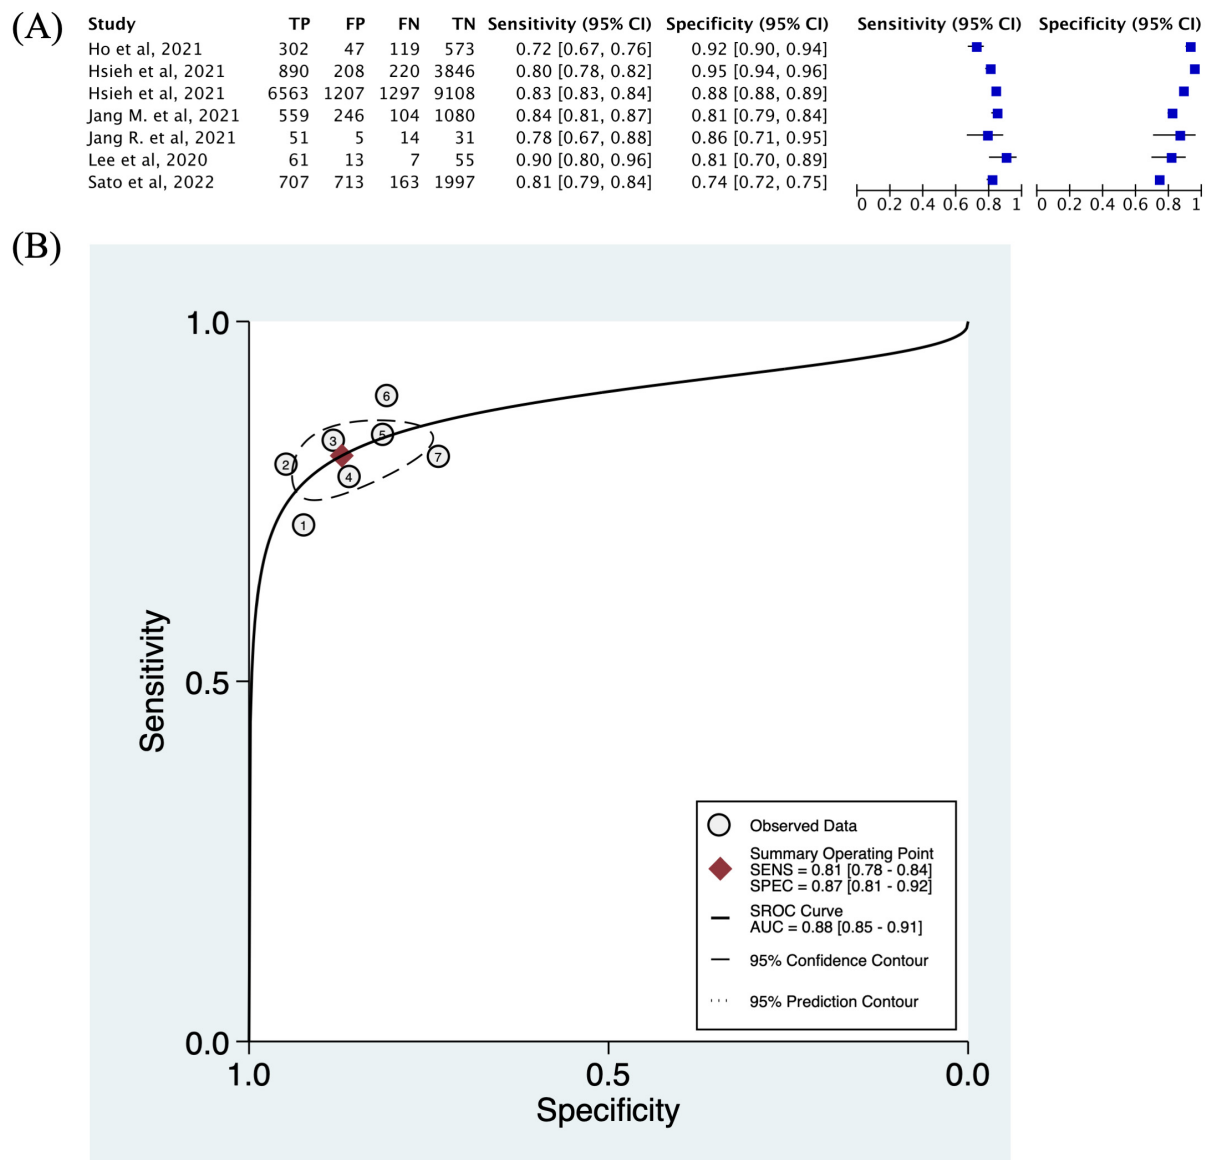 (A)
Study TP FP FN TN Sensitivity (95% CI) Specificity (95% CI) Sensitivity (95% CI) Specificity (95% CI)
Ho et al, 2021 302 47 119 573 0.72 [0.67, 0.76] 0.92 [0.90, 0.94]
Hsieh et al, 2021 890 208 220 3846 0.80 [0.78, 0.82] 0.95 [0.94, 0.96]
Hsieh et al, 2021 6563 1207 1297 9108 0.83 [0.83, 0.84] 0.88 [0.88, 0.89]
Jang M. et al, 2021 559 246 104 1080 0.84 [0.81, 0.87] 0.81 [0.79, 0.84]
Jang R. et al, 2021 51 5 14 31 0.78 [0.67, 0.88] 0.86 [0.71, 0.95]
Lee et al, 2020 61 13 7 55 0.90 [0.80, 0.96] 0.81 [0.70, 0.89]
Sato et al, 2022 707 713 163 1997 0.81 [0.79, 0.84] 0.74 [0.72, 0.75]
0 0.2 0.4 0.6 0.8 1 0 0.2 0.4 0.6 0.8 1
(B)
1.0
6
3
5
2
7
4
1
Sensitivity
0.5
Observed Data
Summary Operating Point
SENS = 0.81 [0.78 - 0.84]
SPEC = 0.87 [0.81 - 0.92]
SROC Curve
AUC = 0.88 [0.85 - 0.91]
95% Confidence Contour
95% Prediction Contour
0.0
1.0 0.5 0.0
Specificity